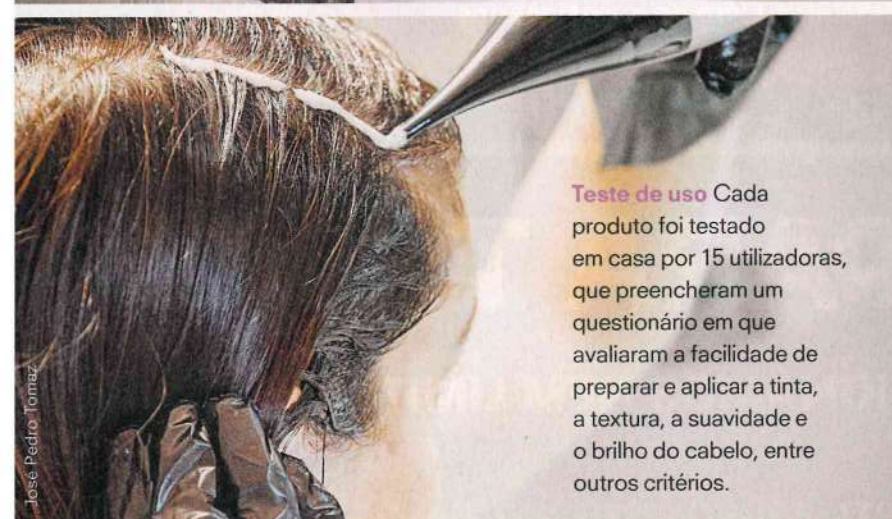 Teste de uso Cada
produto foi testado
em casa por 15 utilizadoras,
que preencheram um
questionário em que
avaliaram a facilidade de
preparar e aplicar a tinta,
a textura, a suavidade e
o brilho do cabelo, entre
outros critérios.
José Pedro Tomaz